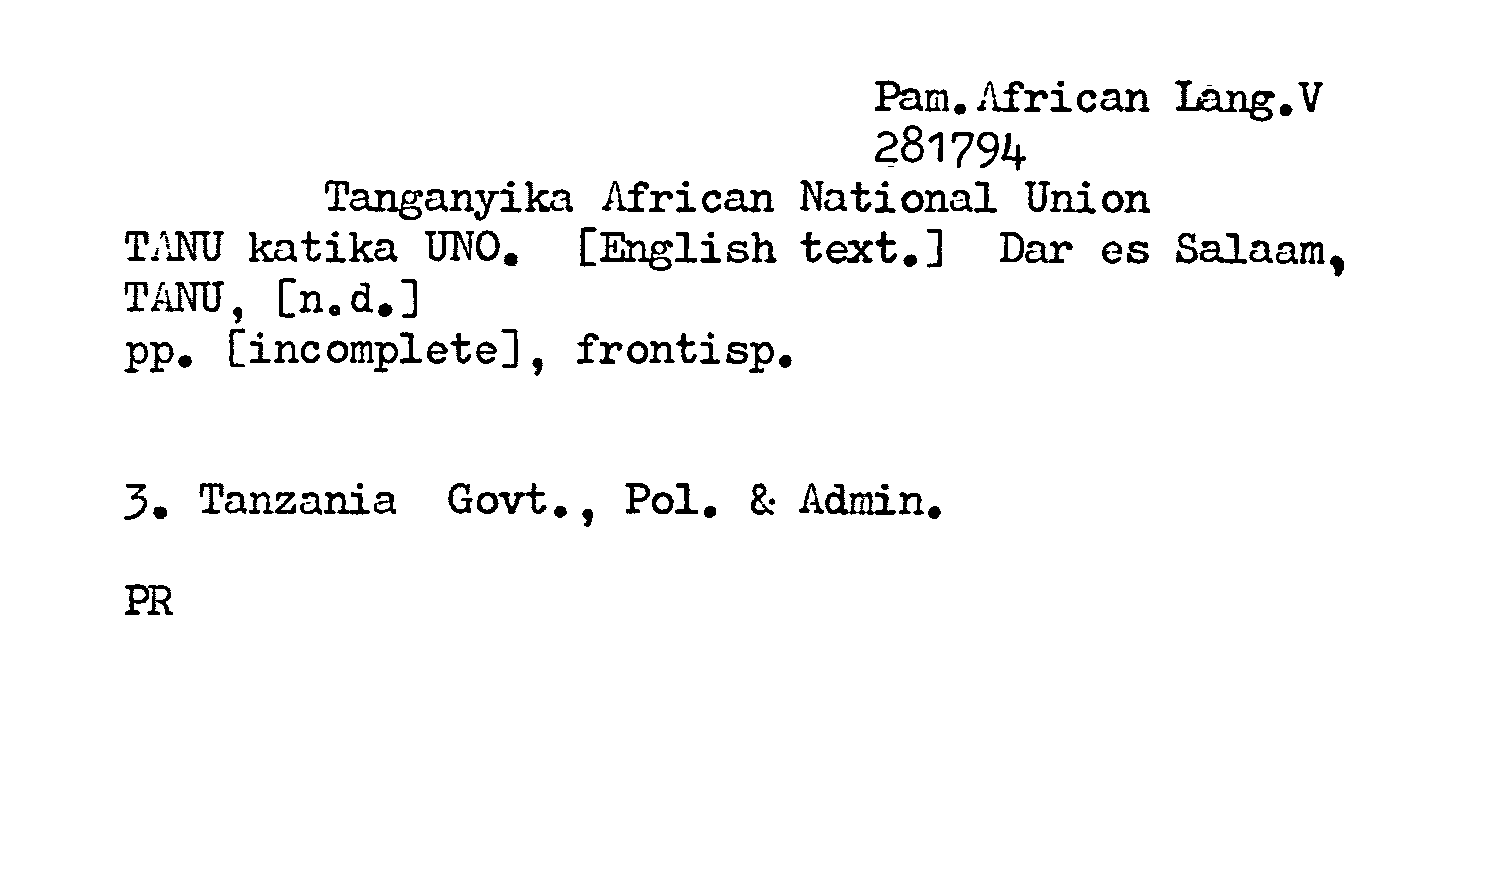 Pam.African Lang.V
281794
Tanganyika African National Union
TANU katika UNO. [English text.] Dar es Salaam,
TANU, [n.d.]
pp. [incomplete], frontisp.
3. Tanzania Govt., Pol. & Admin.
PR